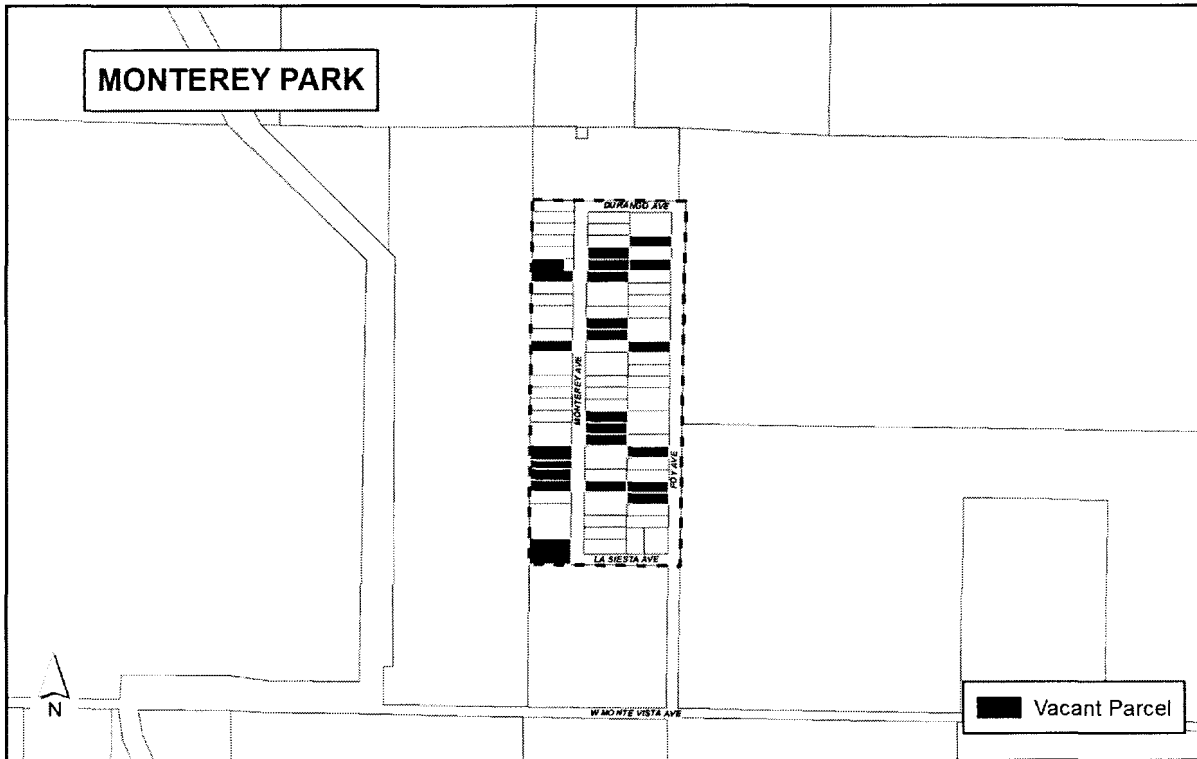 MONTEREY PARK
DURANGO AVE
MONTEREY AVE
FOY AVE
LA SIESTA AVE
N
W MONTE VISTA AVE
Vacant Parcel